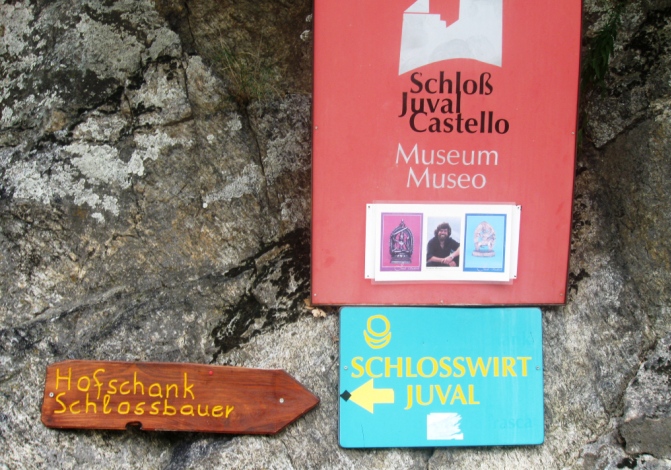 Schloß
Juval
Castello
Museum
Museo
SCHLOSSWIRT
JUVAL
Hofschank
Schlossbauer